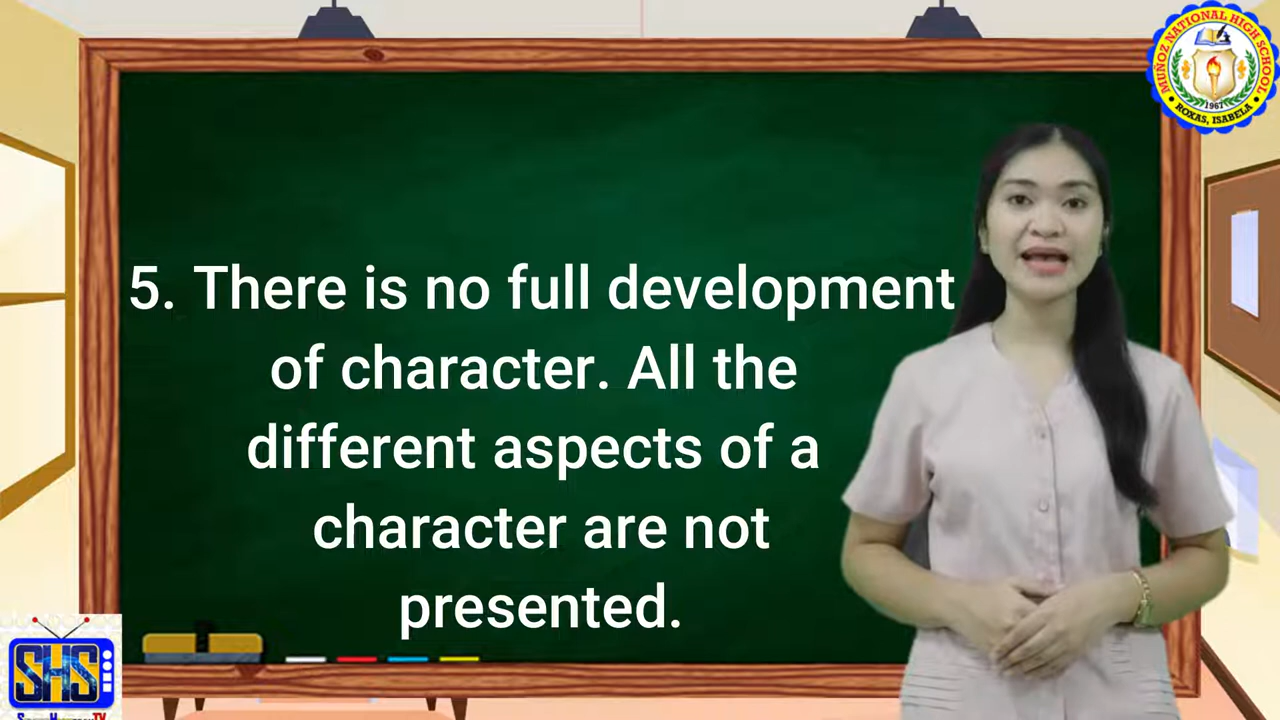 MUÑOZ NATIONAL HIGH SCHOOL
1967
ROXAS, ISABELA
5. There is no full development
of character. All the
different aspects of a
character are not
presented.
SHS